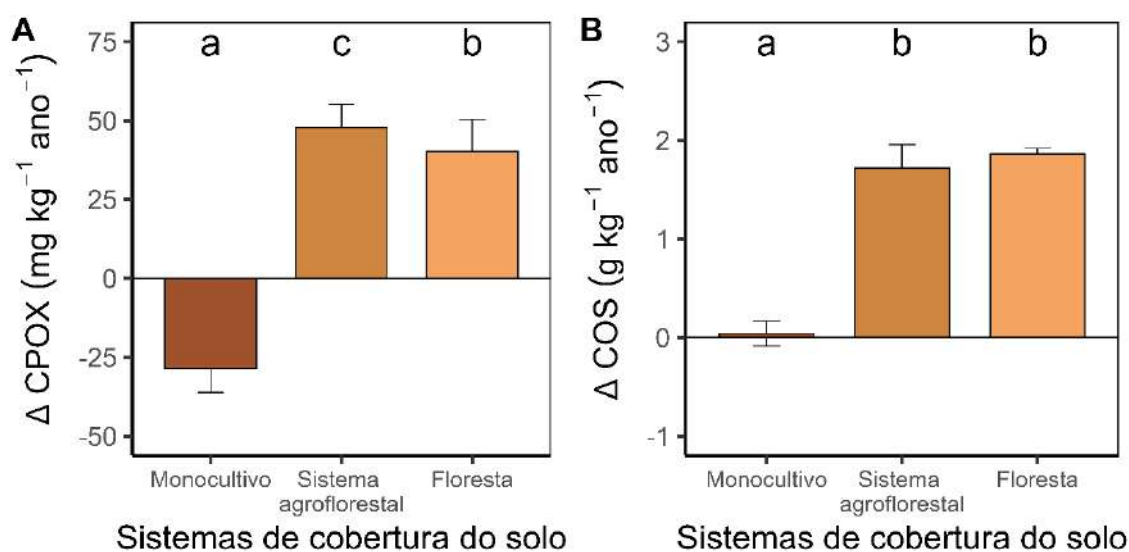 A
a
c
b
75
50
25
0
-25
-50
Δ CPOX (mg kg⁻¹ ano⁻¹)
Monocultivo
Sistema
agroflorestal
Floresta
Sistemas de cobertura do solo
B
a
b
b
3
2
1
0
-1
Δ COS (g kg⁻¹ ano⁻¹)
Monocultivo
Sistema
agroflorestal
Floresta
Sistemas de cobertura do solo